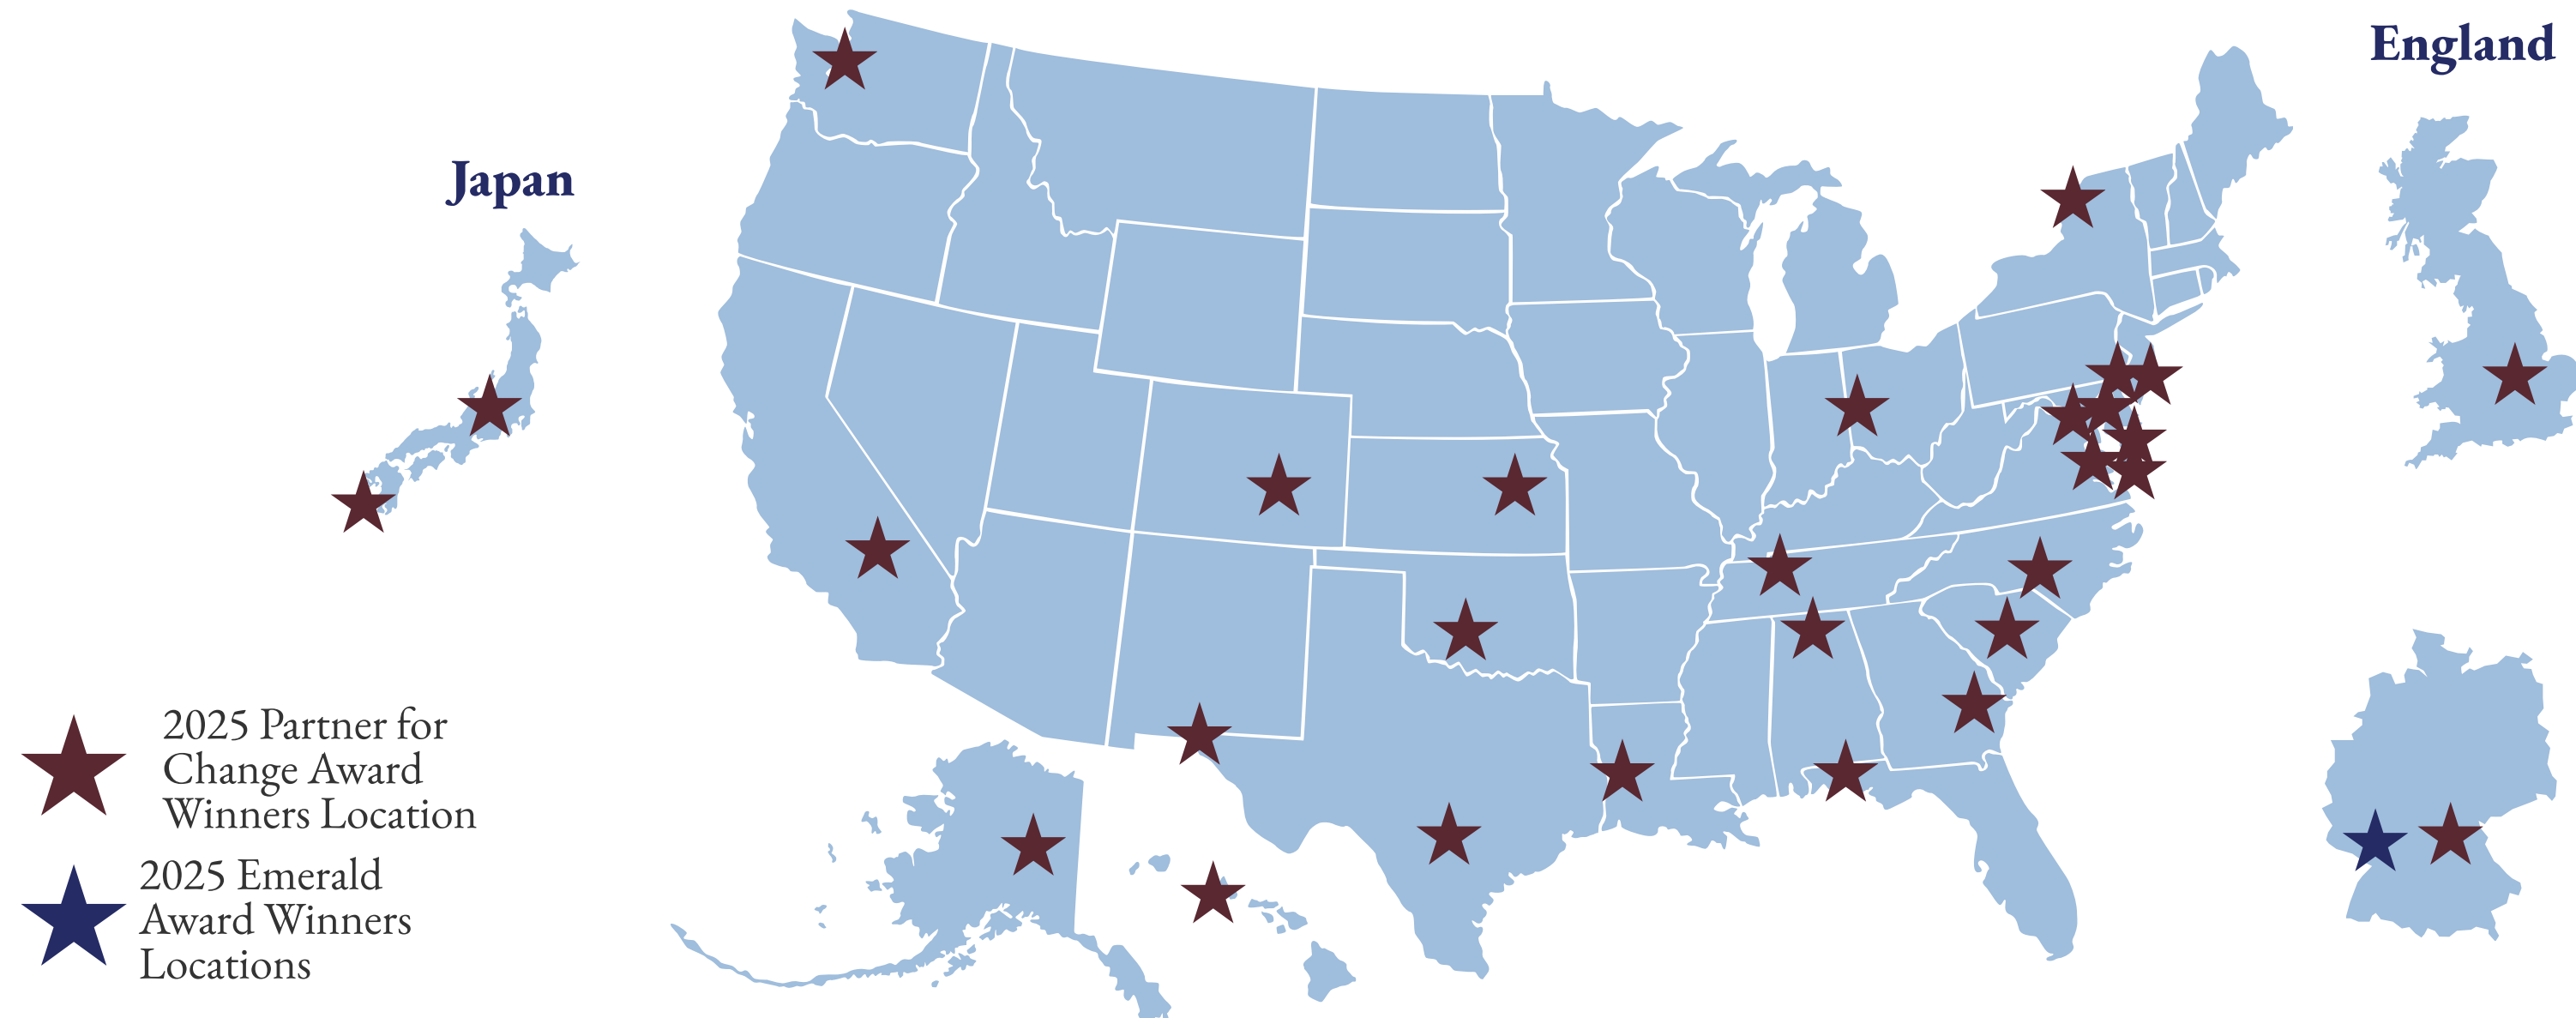 England
Japan
2025 Partner for
Change Award
Winners Location
2025 Emerald
Award Winners
Locations